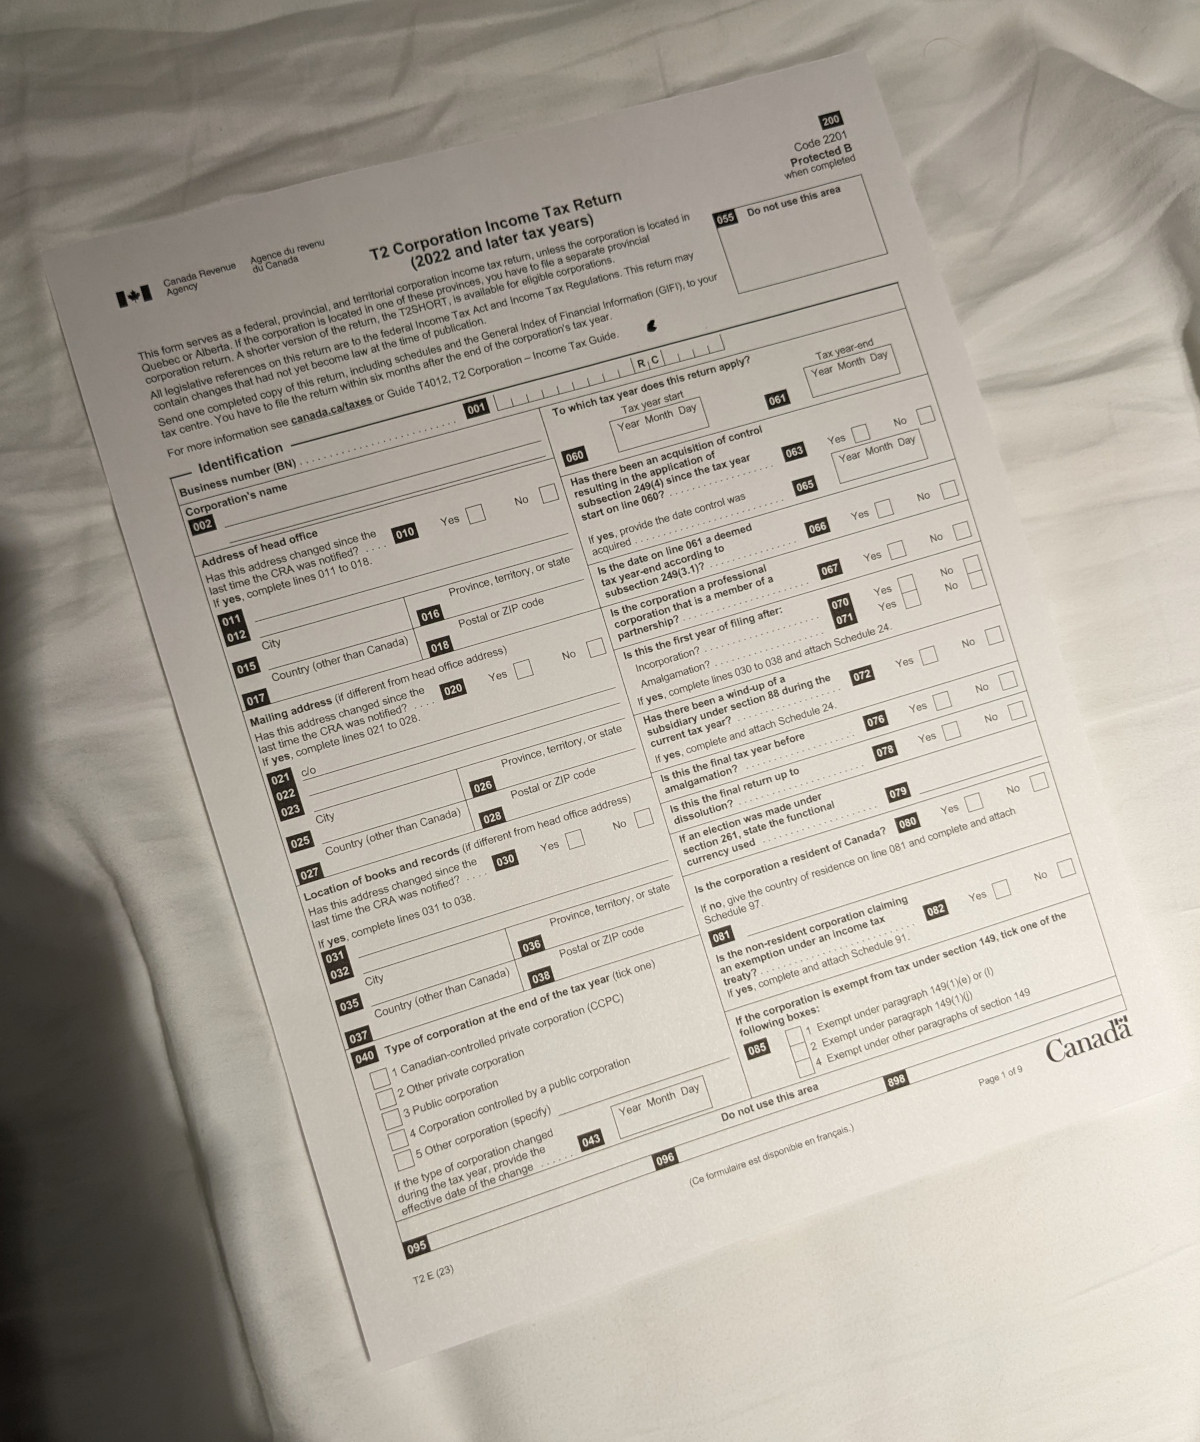 200
Code 2201
Protected B
when completed
Canada Revenue
Agency
Agence du revenu
du Canada
T2 Corporation Income Tax Return
(2022 and later tax years)
055 Do not use this area
This form serves as a federal, provincial, and territorial corporation income tax return, unless the corporation is located in
Quebec or Alberta. If the corporation is located in one of these provinces, you have to file a separate provincial
corporation return. A shorter version of the return, the T2SHORT, is available for eligible corporations.
All legislative references on this return are to the federal Income Tax Act and Income Tax Regulations. This return may
contain changes that had not yet become law at the time of publication.
Send one completed copy of this return, including schedules and the General Index of Financial Information (GIFI), to your
tax centre. You have to file the return within six months after the end of the corporation's tax year.
For more information see canada.ca/taxes or Guide T4012, T2 Corporation – Income Tax Guide.
Identification
Business number (BN) 001 R C
Corporation's name
002
Address of head office
Has this address changed since the
last time the CRA was notified? 010 Yes No
If yes, complete lines 011 to 018.
011
012
City Province, territory, or state
015 016
Country (other than Canada) Postal or ZIP code
017 018
Mailing address (if different from head office address)
Has this address changed since the
last time the CRA was notified? 020 Yes No
If yes, complete lines 021 to 028.
021 c/o
022
023
City Province, territory, or state
025 026
Country (other than Canada) Postal or ZIP code
027 028
Location of books and records (if different from head office address)
Has this address changed since the
last time the CRA was notified? 030 Yes No
If yes, complete lines 031 to 038.
031
032
City Province, territory, or state
035 036
Country (other than Canada) Postal or ZIP code
037 038
040 Type of corporation at the end of the tax year (tick one)
1 Canadian-controlled private corporation (CCPC)
2 Other private corporation
3 Public corporation
4 Corporation controlled by a public corporation
5 Other corporation (specify)
If the type of corporation changed
during the tax year, provide the
effective date of the change 043 Year Month Day
To which tax year does this return apply?
Tax year start Tax year-end
Year Month Day Year Month Day
060 061
Has there been an acquisition of control
resulting in the application of
subsection 249(4) since the tax year
start on line 060? 063 Yes No
Year Month Day
If yes, provide the date control was
acquired 065
Is the date on line 061 a deemed
tax year-end according to
subsection 249(3.1)? 066 Yes No
Is the corporation a professional
corporation that is a member of a
partnership? 067 Yes No
Is this the first year of filing after:
Incorporation? 070 Yes No
Amalgamation? 071 Yes No
If yes, complete lines 030 to 038 and attach Schedule 24.
Has there been a wind-up of a
subsidiary under section 88 during the
current tax year? 072 Yes No
If yes, complete and attach Schedule 24.
Is this the final tax year before
amalgamation? 076 Yes No
Is this the final return up to
dissolution? 078 Yes No
If an election was made under
section 261, state the functional
currency used 079
Is the corporation a resident of Canada? 080 Yes No
If no, give the country of residence on line 081 and complete and attach
Schedule 97.
081
Is the non-resident corporation claiming
an exemption under an income tax
treaty? 082 Yes No
If yes, complete and attach Schedule 91.
If the corporation is exempt from tax under section 149, tick one of the
following boxes:
085 1 Exempt under paragraph 149(1)(e) or (l)
2 Exempt under paragraph 149(1)(j)
4 Exempt under other paragraphs of section 149
Do not use this area
095 096 898
T2 E (23)
(Ce formulaire est disponible en français.)
Page 1 of 9
Canada